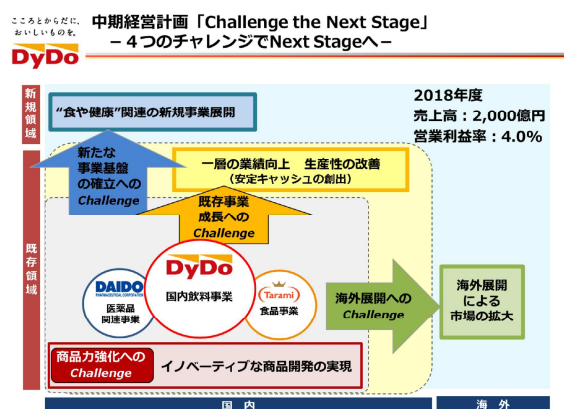 こころとからだに、
おいしいものを。
DyDo
中期経営計画「Challenge the Next Stage」
－４つのチャレンジでNext Stageへ－
新規領域
"食や健康"関連の新規事業展開
2018年度
売上高：2,000億円
営業利益率：4.0%
新たな
事業基盤
の確立への
Challenge
一層の業績向上　生産性の改善
（安定キャッシュの創出）
既存事業
成長への
Challenge
既存領域
DAIDO
PHARMACEUTICAL CORPORATION
医薬品
関連事業
DyDo
国内飲料事業
Tarami
食品事業
海外展開への
Challenge
海外展開
による
市場の拡大
商品力強化への
Challenge
イノベーティブな商品開発の実現
国内
海外